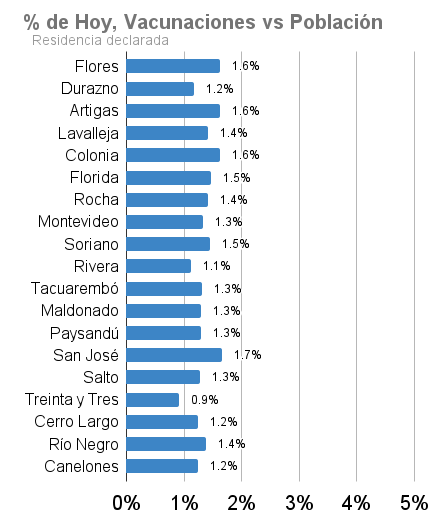 % de Hoy, Vacunaciones vs Población
Residencia declarada
Flores 1.6%
Durazno 1.2%
Artigas 1.6%
Lavalleja 1.4%
Colonia 1.6%
Florida 1.5%
Rocha 1.4%
Montevideo 1.3%
Soriano 1.5%
Rivera 1.1%
Tacuarembó 1.3%
Maldonado 1.3%
Paysandú 1.3%
San José 1.7%
Salto 1.3%
Treinta y Tres 0.9%
Cerro Largo 1.2%
Río Negro 1.4%
Canelones 1.2%
0% 1% 2% 3% 4% 5%